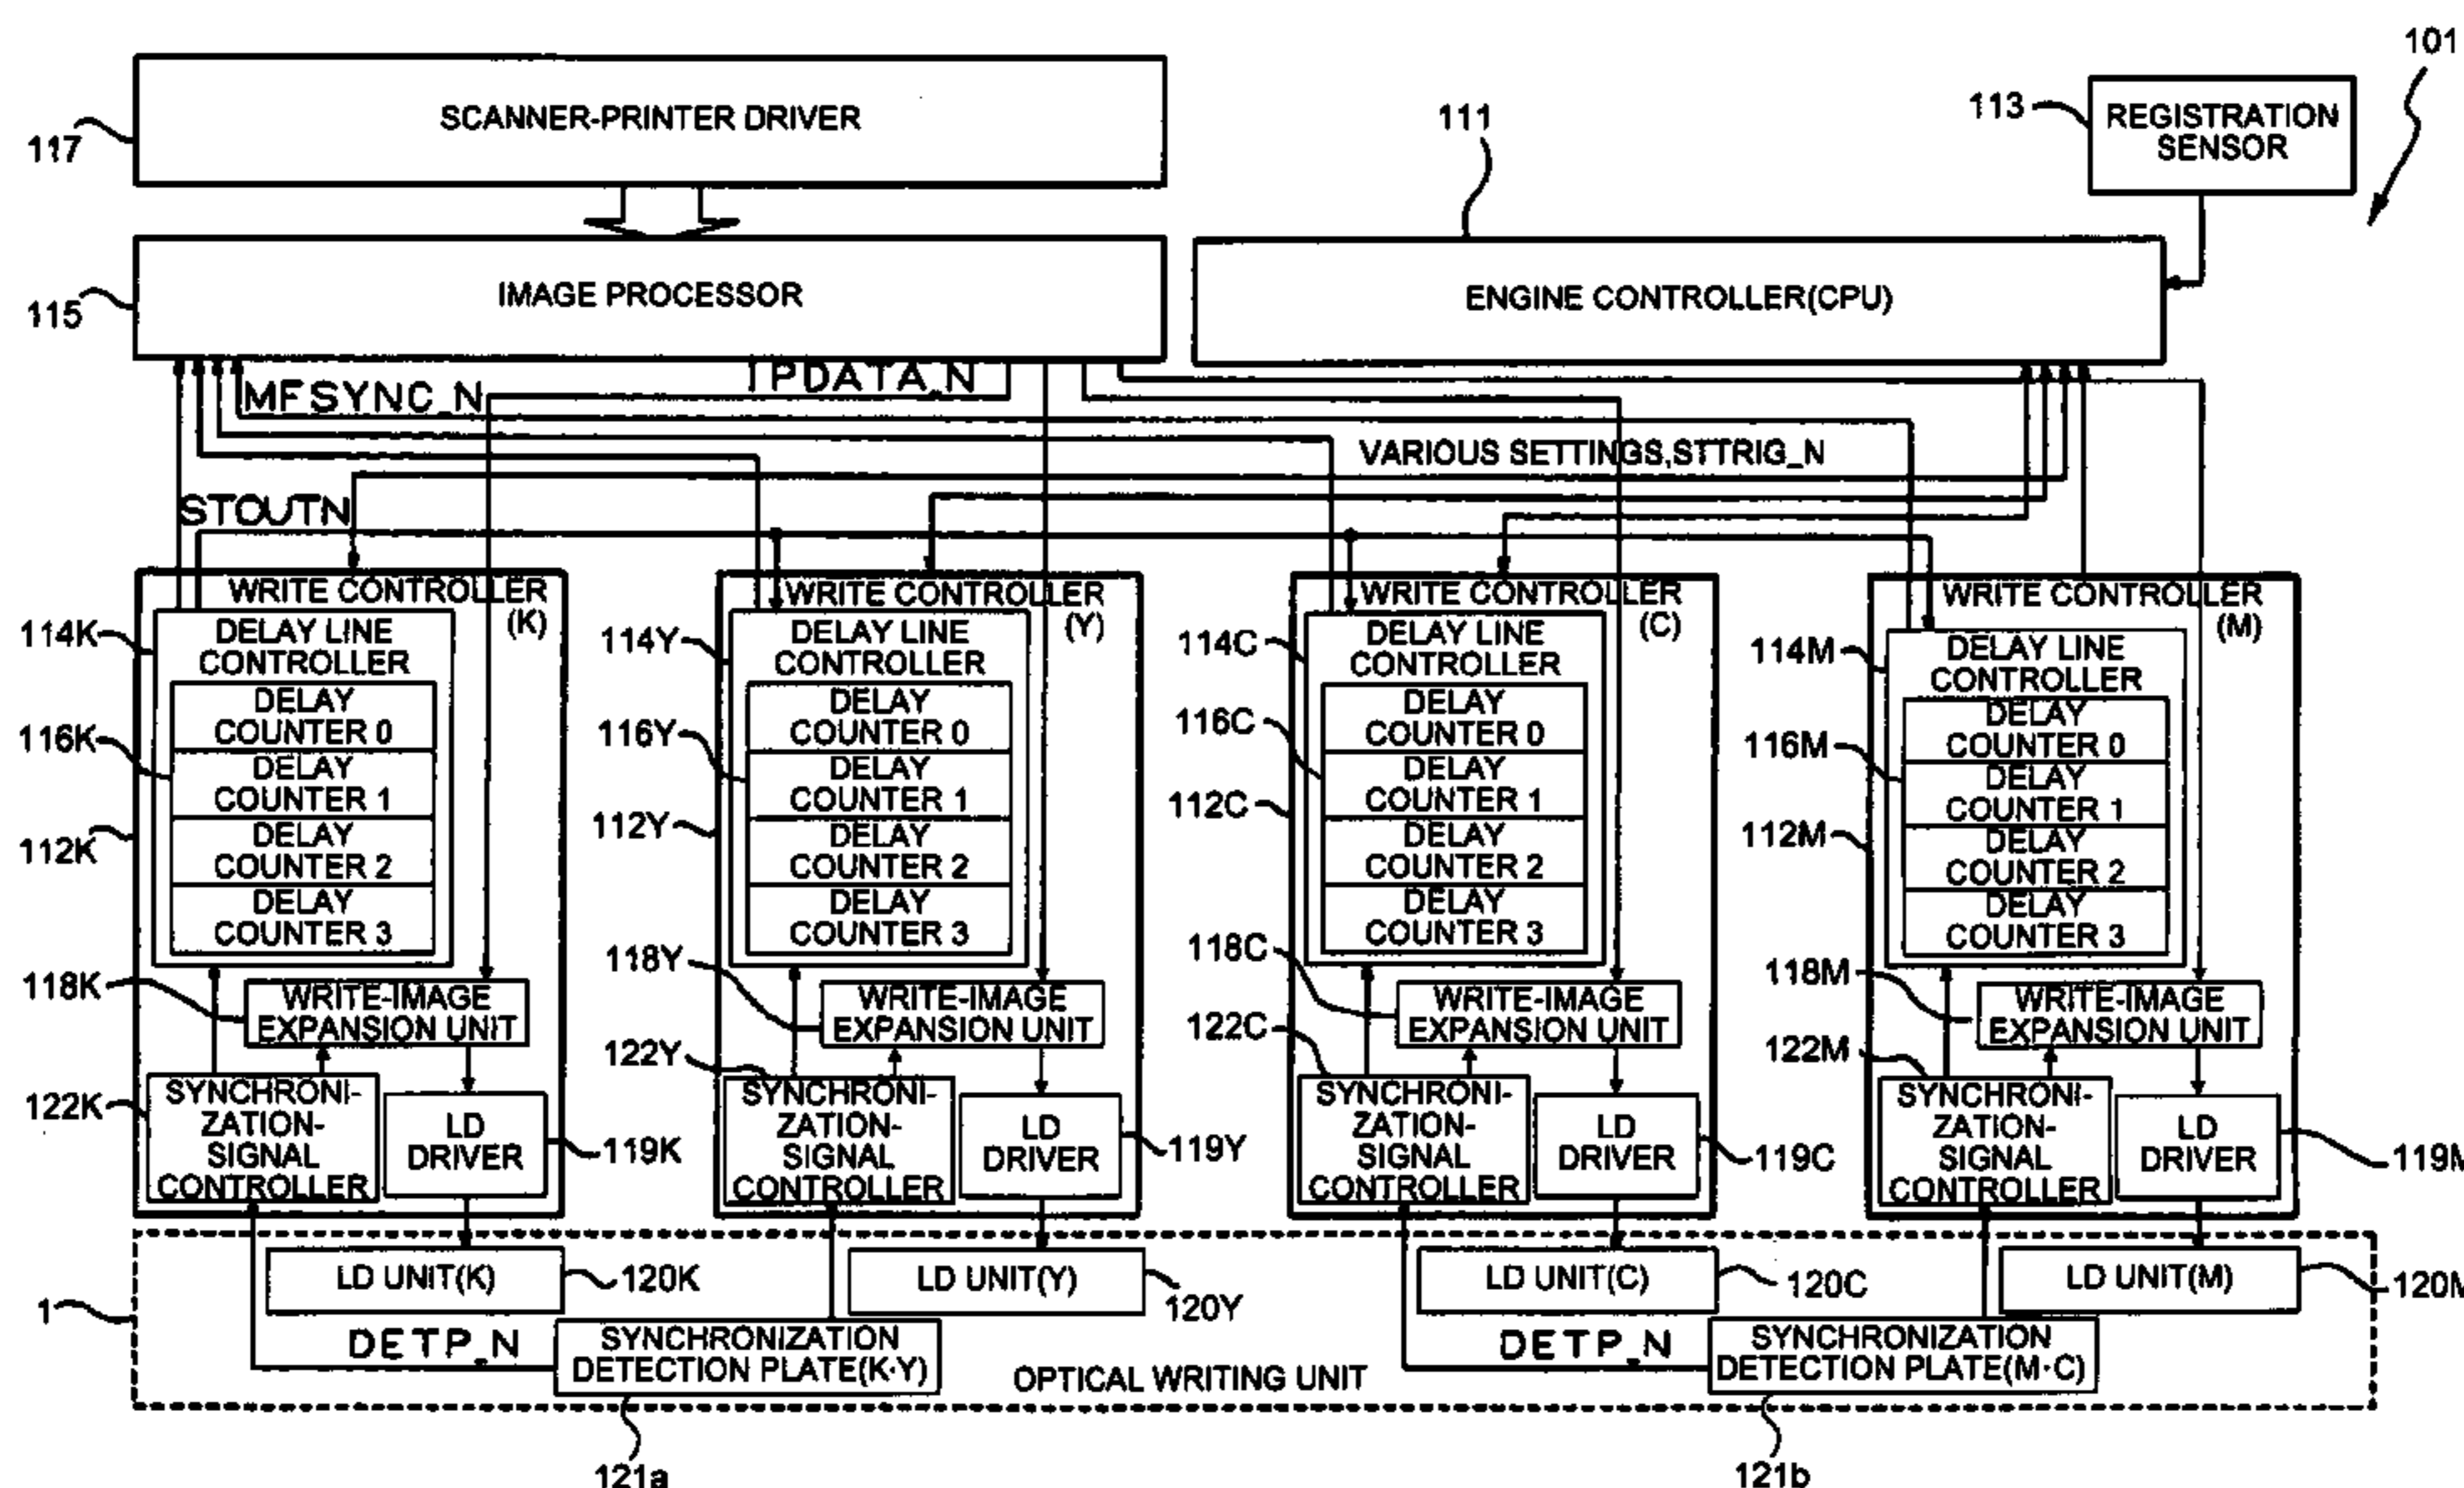 101
SCANNER-PRINTER DRIVER
117
111
113
REGISTRATION
SENSOR
IMAGE PROCESSOR
115
ENGINE CONTROLLER(CPU)
IPDATA_N
MFSYNC_N
VARIOUS SETTINGS,STTRIG_N
STOUTN
WRITE CONTROLLER
(K)
114K
DELAY LINE
CONTROLLER
DELAY
COUNTER 0
116K
DELAY
COUNTER 1
DELAY
COUNTER 2
112K
DELAY
COUNTER 3
118K
WRITE-IMAGE
EXPANSION UNIT
122K
SYNCHRONI-
ZATION-
SIGNAL
CONTROLLER
LD
DRIVER
119K
WRITE CONTROLLER
(Y)
114Y
DELAY LINE
CONTROLLER
DELAY
COUNTER 0
116Y
DELAY
COUNTER 1
112Y
DELAY
COUNTER 2
DELAY
COUNTER 3
118Y
WRITE-IMAGE
EXPANSION UNIT
122Y
SYNCHRONI-
ZATION-
SIGNAL
CONTROLLER
LD
DRIVER
119Y
WRITE CONTROLLER
(C)
114C
DELAY LINE
CONTROLLER
DELAY
COUNTER 0
116C
DELAY
COUNTER 1
112C
DELAY
COUNTER 2
DELAY
COUNTER 3
118C
WRITE-IMAGE
EXPANSION UNIT
122C
SYNCHRONI-
ZATION-
SIGNAL
CONTROLLER
LD
DRIVER
119C
WRITE CONTROLLER
(M)
114M
DELAY LINE
CONTROLLER
DELAY
COUNTER 0
116M
DELAY
COUNTER 1
112M
DELAY
COUNTER 2
DELAY
COUNTER 3
118M
WRITE-IMAGE
EXPANSION UNIT
122M
SYNCHRONI-
ZATION-
SIGNAL
CONTROLLER
LD
DRIVER
119M
1
LD UNIT(K)
120K
LD UNIT(Y)
120Y
LD UNIT(C)
120C
LD UNIT(M)
120M
DETP_N
SYNCHRONIZATION
DETECTION PLATE(K·Y)
OPTICAL WRITING UNIT
DETP_N
SYNCHRONIZATION
DETECTION PLATE(M·C)
121a
121b